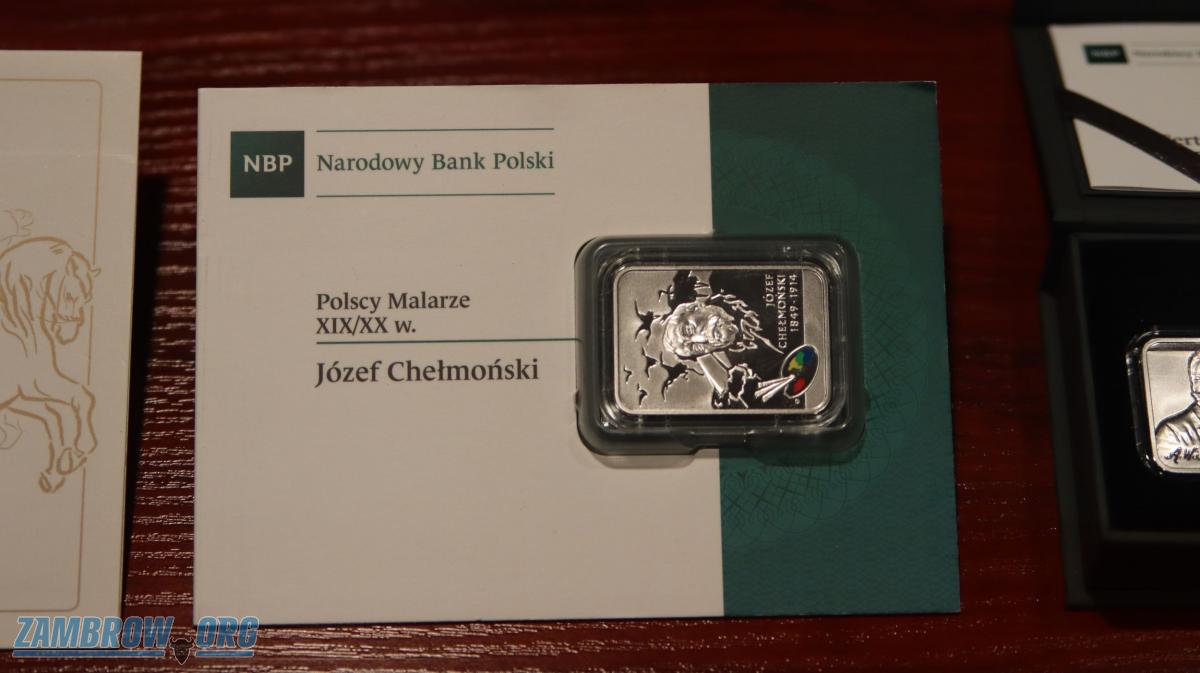 NBP
Narodowy Bank Polski
Polscy Malarze
XIX/XX w.
Józef Chełmoński
JÓZEF
CHEŁMOŃSKI
1849-1914
NBP
ZAMBROW.ORG